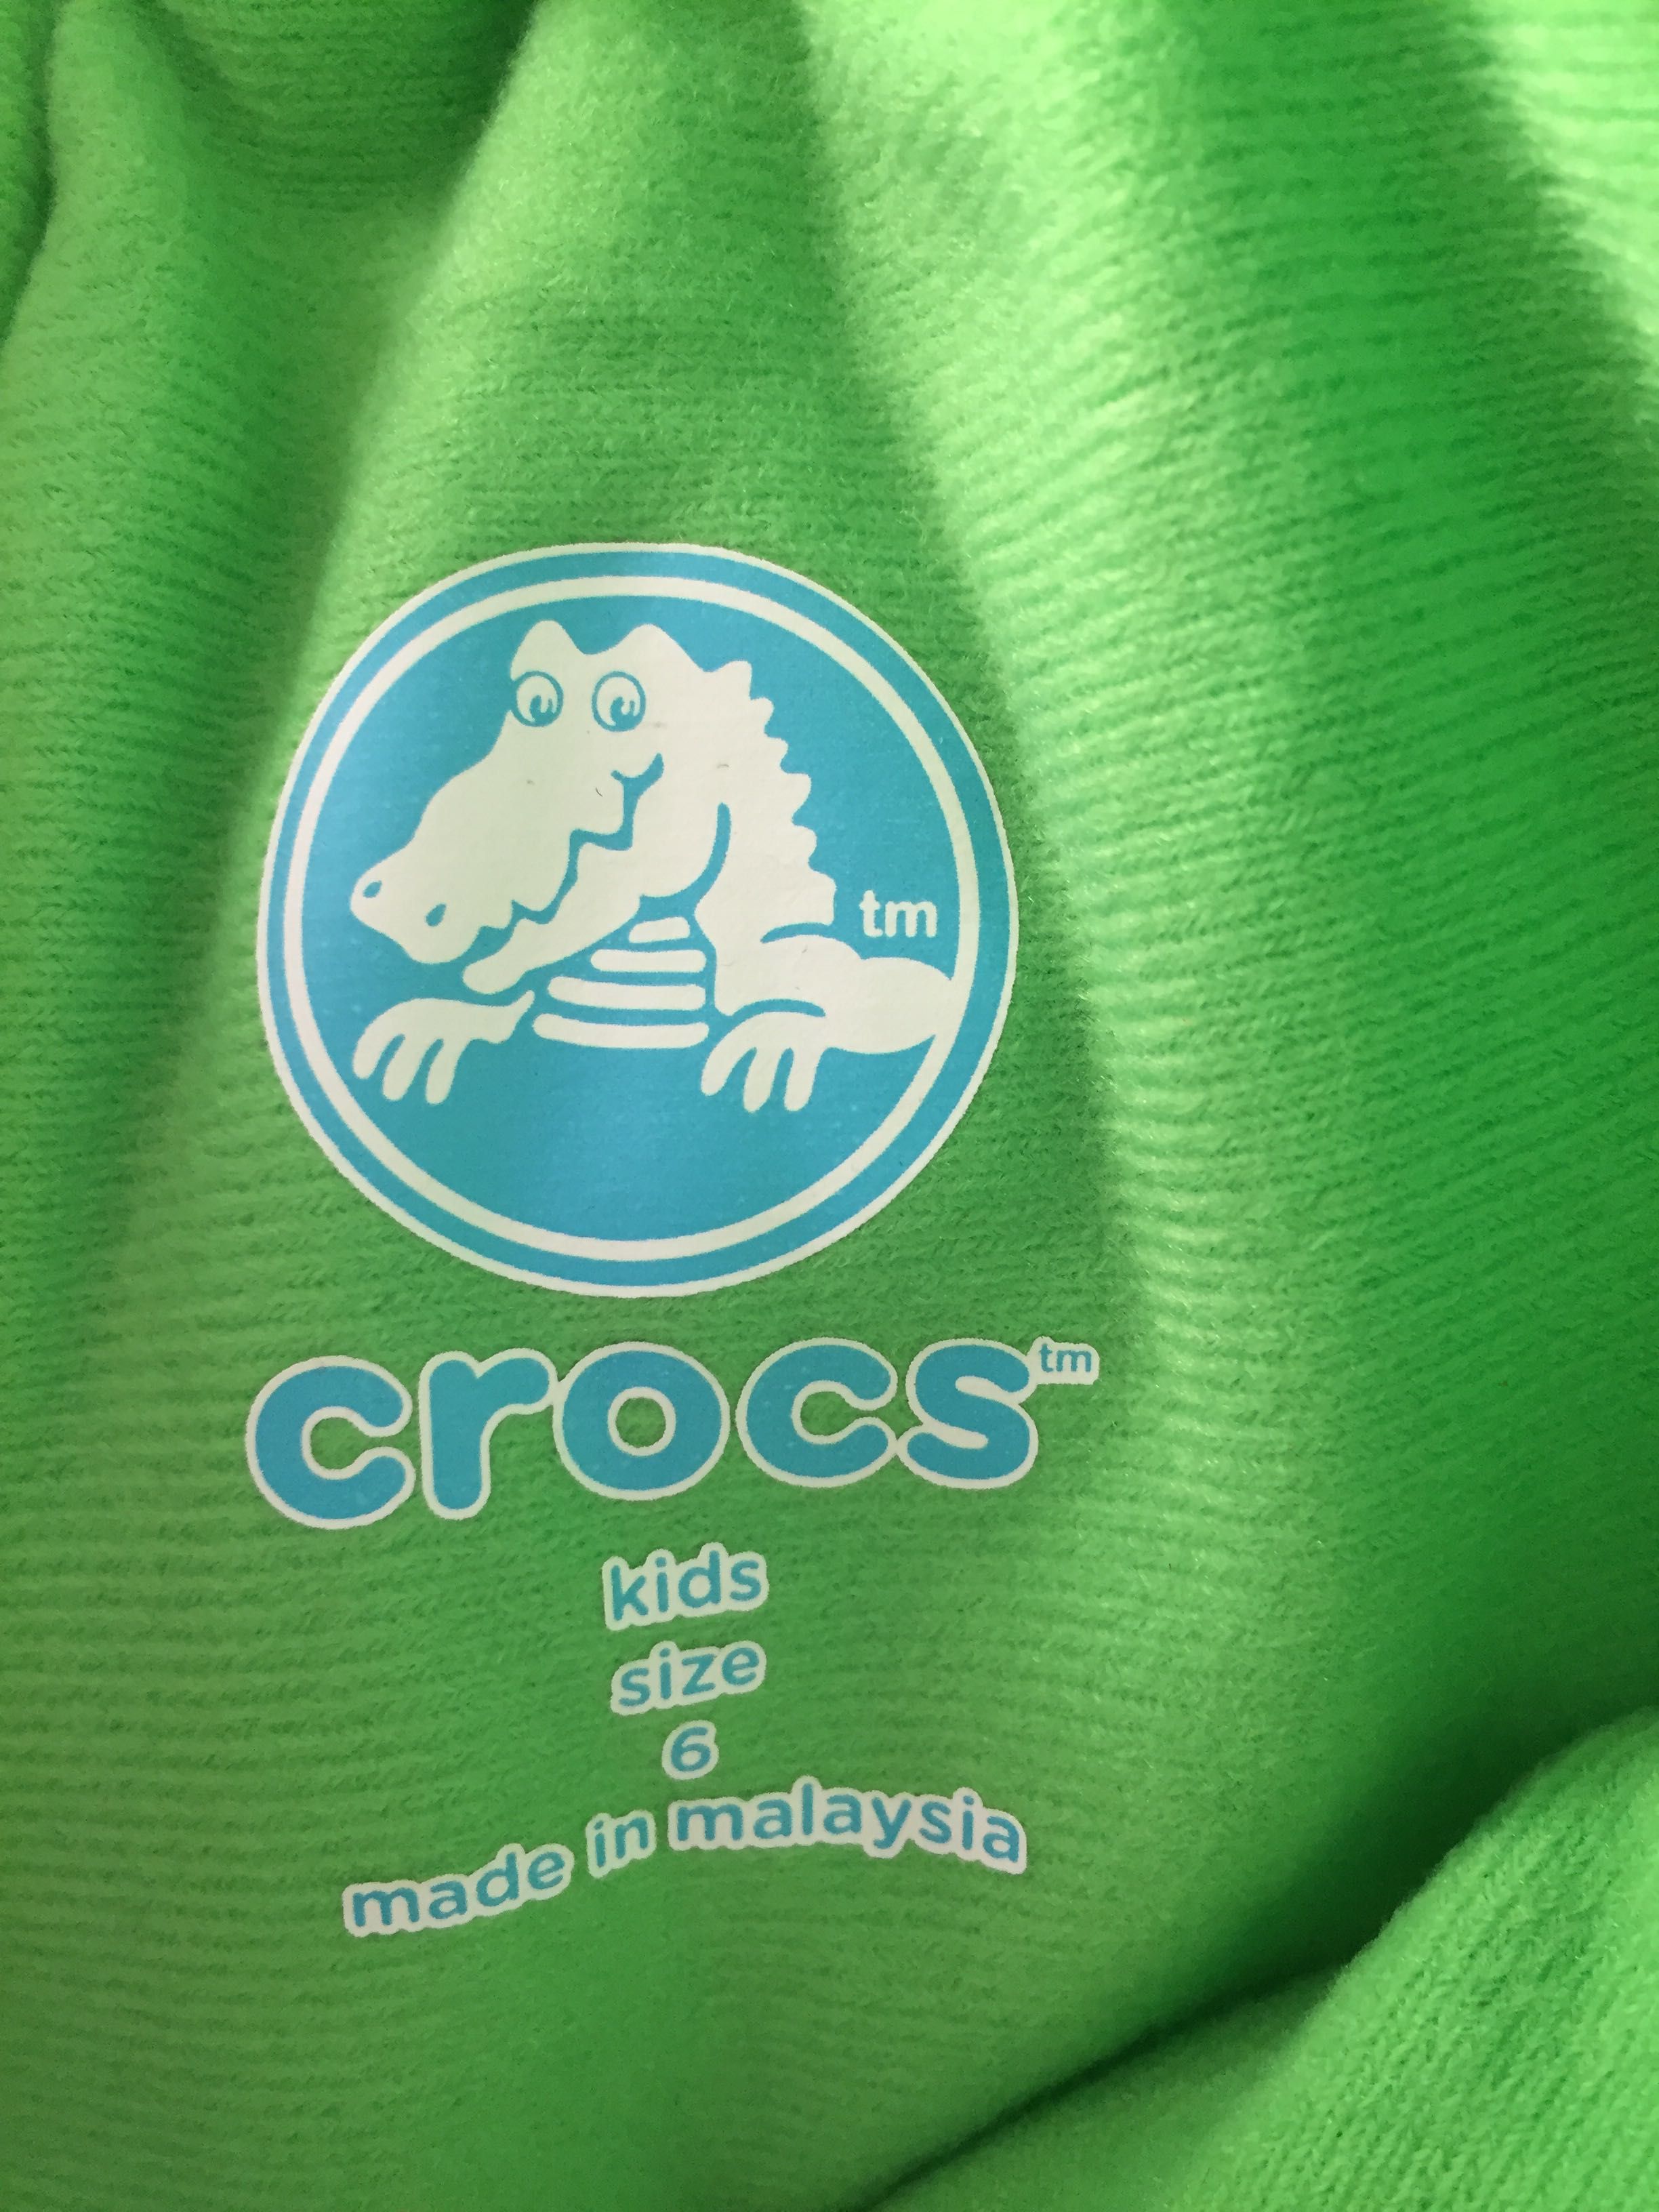 tm
crocs™
kids
size
6
made in malaysia